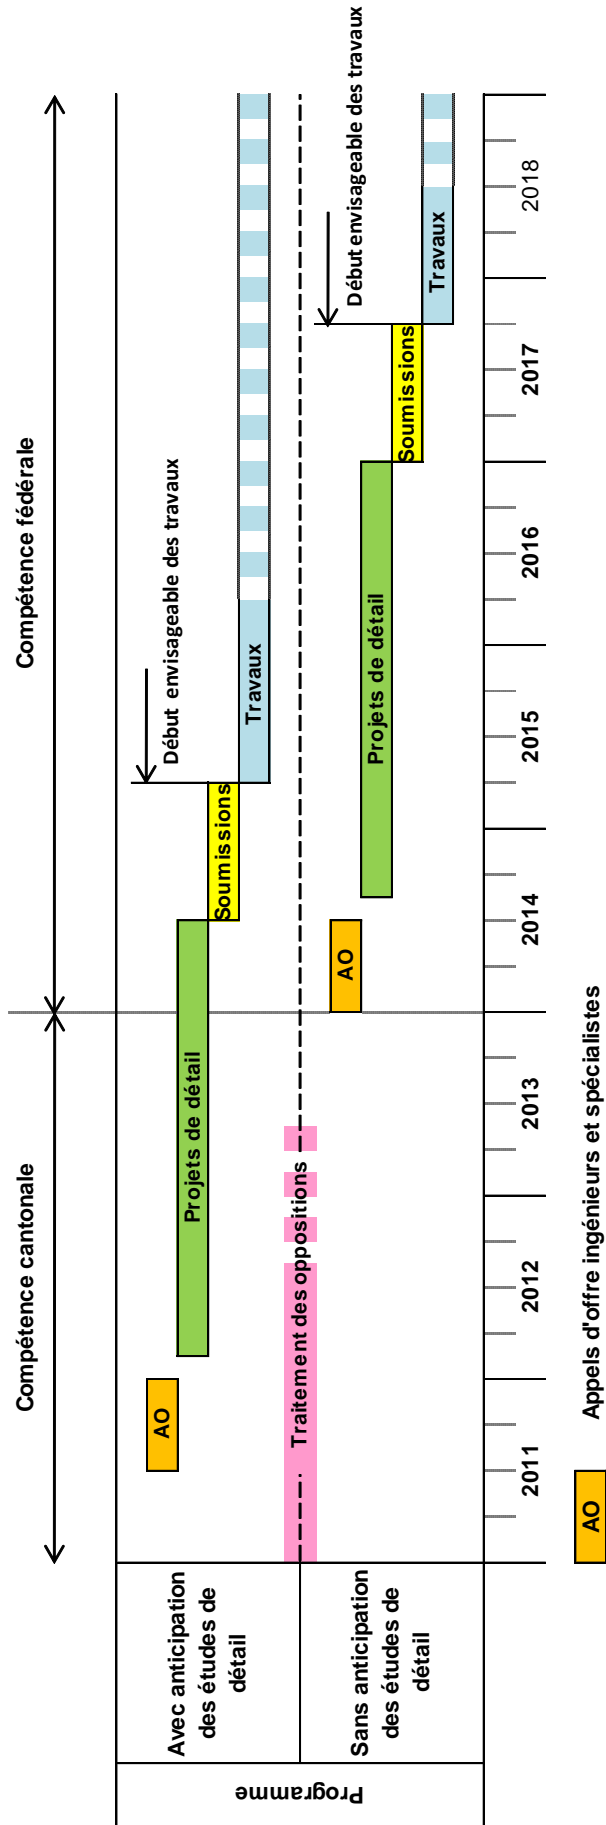 Compétence cantonale
Compétence fédérale
Programme
Avec anticipation
des études de
détail
AO
Projets de détail
Soumissions
Début envisageable des travaux
Travaux
Traitement des oppositions
Sans anticipation
des études de
détail
AO
Projets de détail
Soumissions
Début envisageable des travaux
Travaux
2011
2012
2013
2014
2015
2016
2017
2018
AO
Appels d'offre ingénieurs et spécialistes